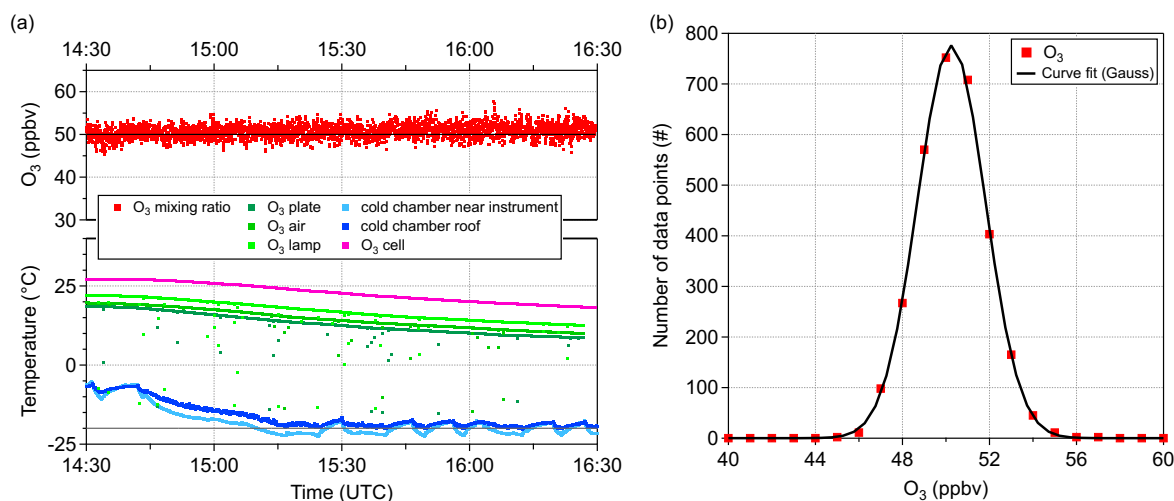 (a)
14:30 15:00 15:30 16:00 16:30
60
50
40
30
O3 (ppbv)
O3 mixing ratio
O3 plate
O3 air
O3 lamp
cold chamber near instrument
cold chamber roof
O3 cell
25
0
-25
Temperature (°C)
14:30 15:00 15:30 16:00 16:30
Time (UTC)
(b)
800
700
600
500
400
300
200
100
0
Number of data points (#)
O3
Curve fit (Gauss)
40 44 48 52 56 60
O3 (ppbv)